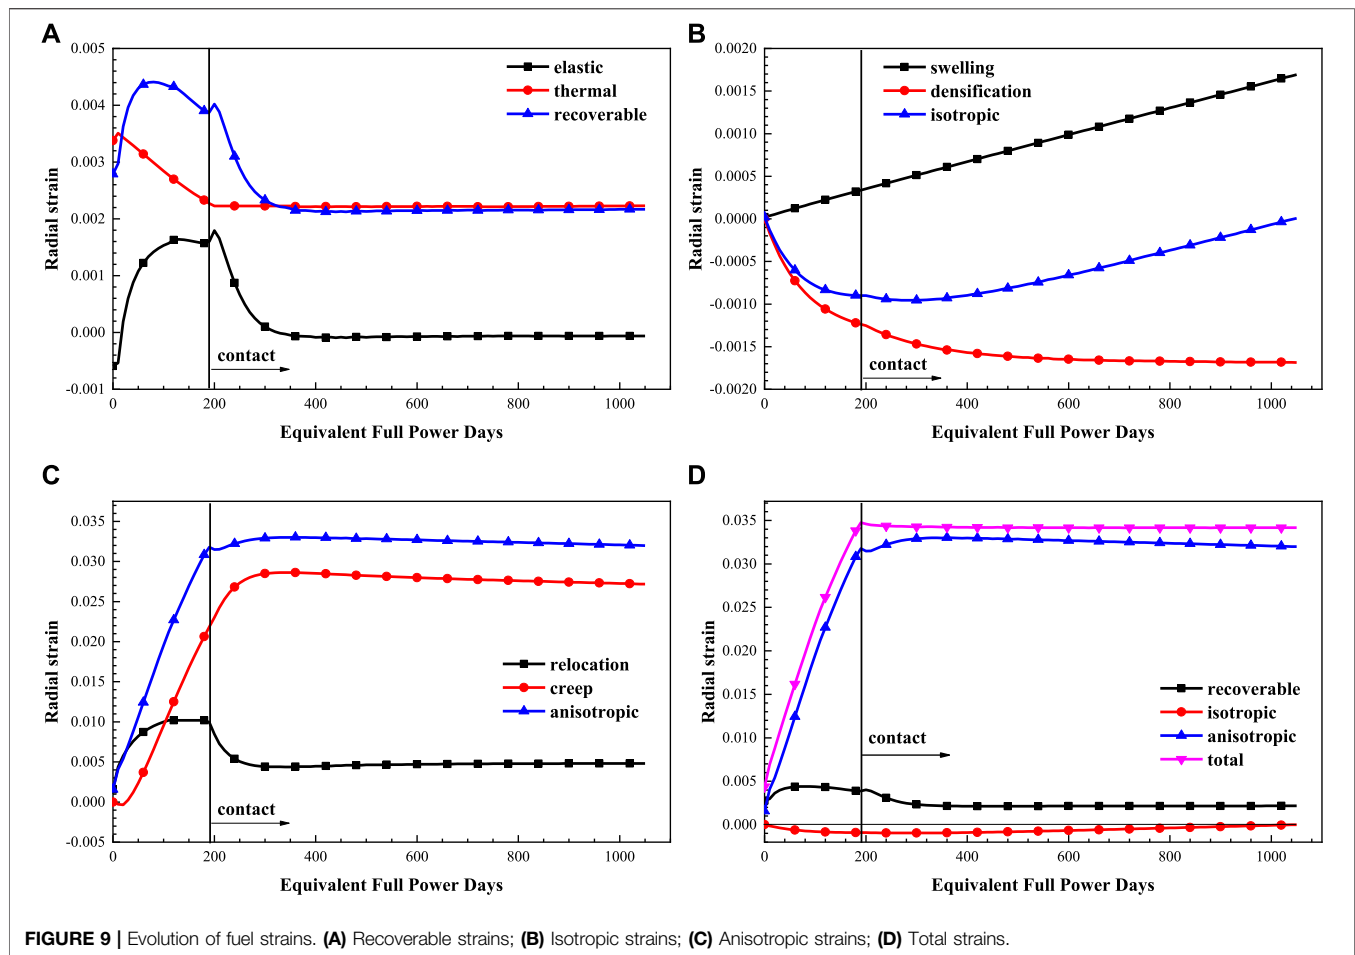 A
0.005
0.004
0.003
0.002
0.001
0.000
-0.001
Radial strain
elastic
thermal
recoverable
contact
0 200 400 600 800 1000
Equivalent Full Power Days
B
0.0020
0.0015
0.0010
0.0005
0.0000
-0.0005
-0.0010
-0.0015
-0.0020
Radial strain
swelling
densification
isotropic
contact
0 200 400 600 800 1000
Equivalent Full Power Days
C
0.035
0.030
0.025
0.020
0.015
0.010
0.005
0.000
-0.005
Radial strain
relocation
creep
anisotropic
contact
0 200 400 600 800 1000
Equivalent Full Power Days
D
0.035
0.030
0.025
0.020
0.015
0.010
0.005
0.000
Radial strain
contact
recoverable
isotropic
anisotropic
total
0 200 400 600 800 1000
Equivalent Full Power Days
FIGURE 9 | Evolution of fuel strains. (A) Recoverable strains; (B) Isotropic strains; (C) Anisotropic strains; (D) Total strains.